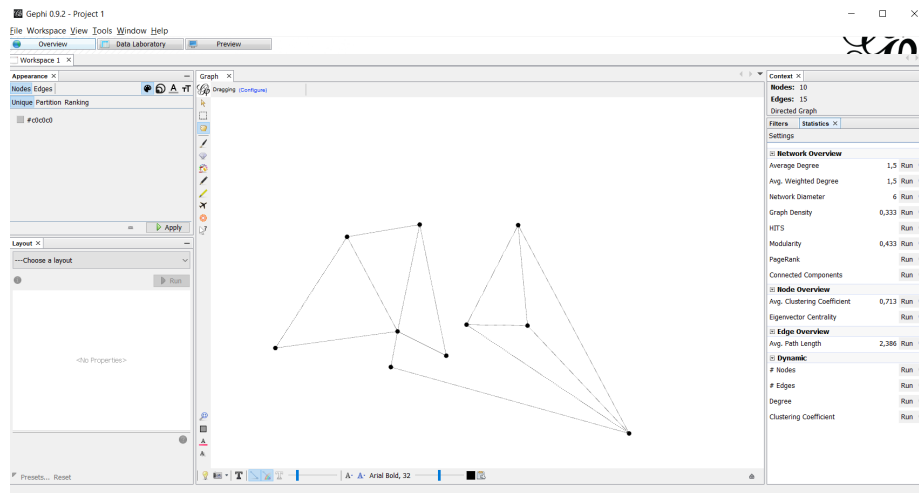 Gephi 0.9.2 - Project 1
File Workspace View Tools Window Help
Overview Data Laboratory Preview
Workspace 1 ×
Appearance ×
Nodes Edges
Unique Partition Ranking
#c0c0c0
Apply
Layout ×
---Choose a layout
Run
<No Properties>
Presets... Reset
Graph ×
Dragging (Configure)
A- A- Arial Bold, 32
Context ×
Nodes: 10
Edges: 15
Directed Graph
Filters Statistics ×
Settings
Network Overview
Average Degree 1,5 Run
Avg. Weighted Degree 1,5 Run
Network Diameter 6 Run
Graph Density 0,333 Run
HITS Run
Modularity 0,433 Run
PageRank Run
Connected Components Run
Node Overview
Avg. Clustering Coefficient 0,713 Run
Eigenvector Centrality Run
Edge Overview
Avg. Path Length 2,386 Run
Dynamic
# Nodes Run
# Edges Run
Degree Run
Clustering Coefficient Run